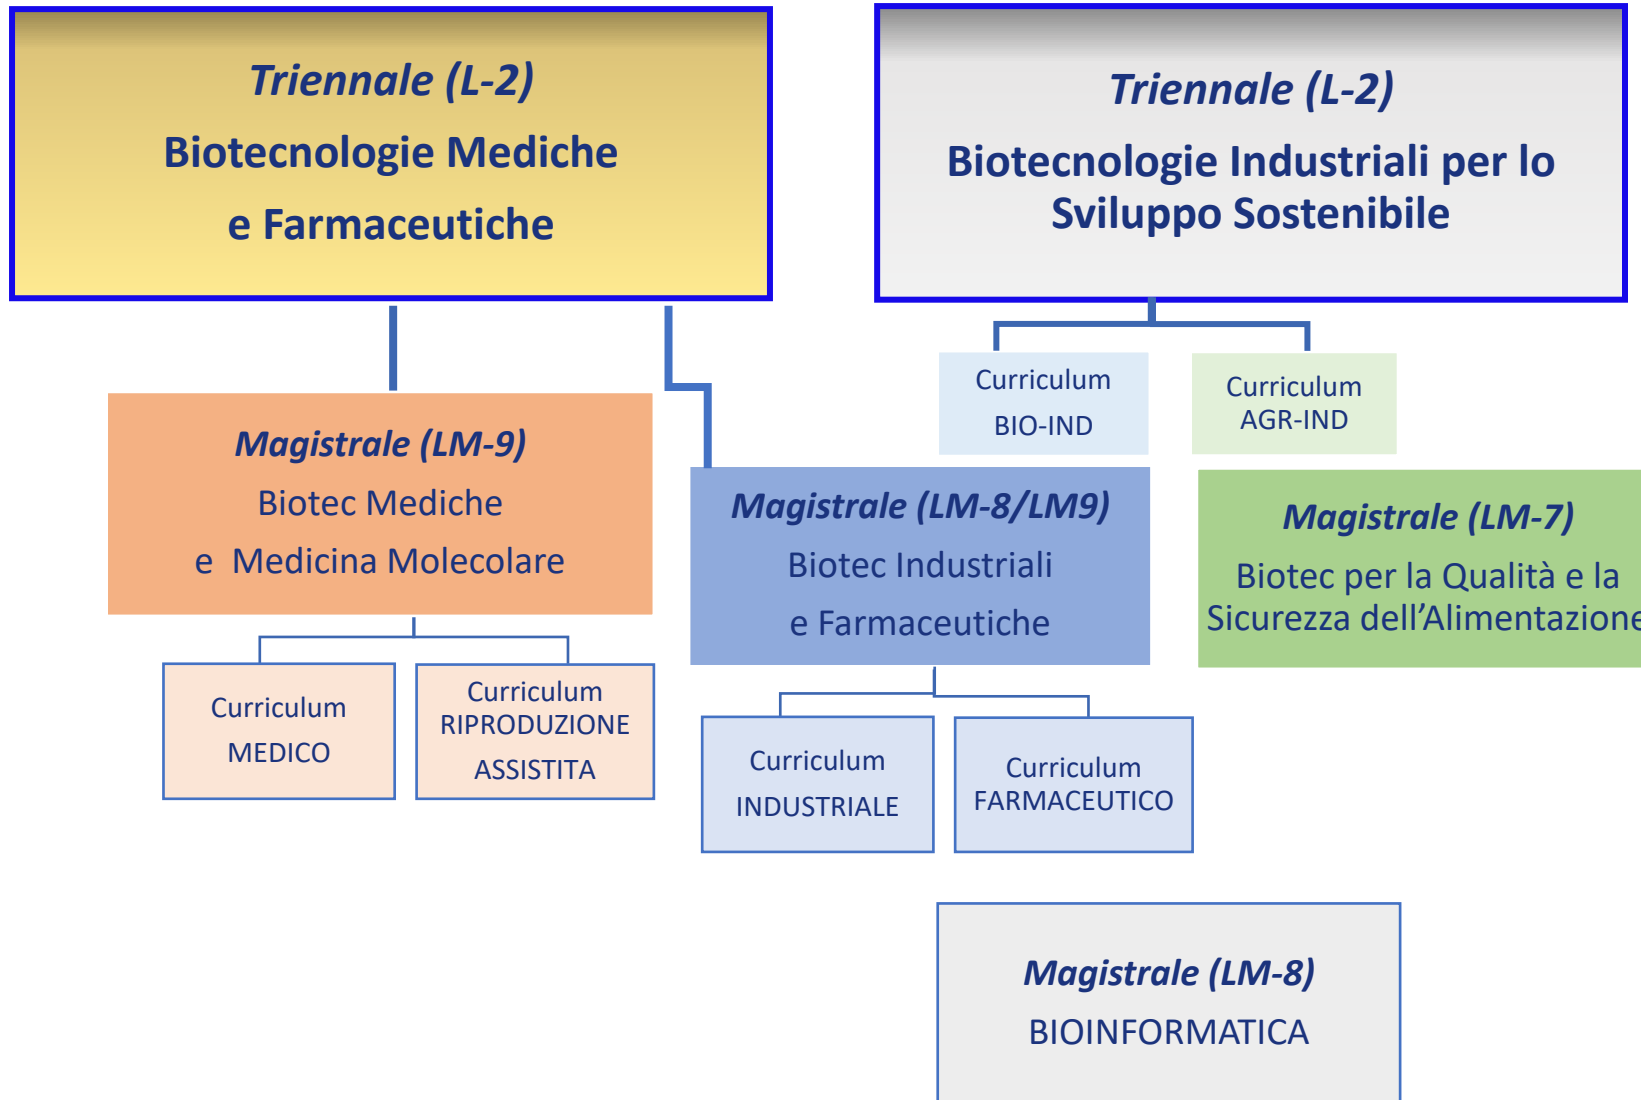 Triennale (L-2)
Biotecnologie Mediche
e Farmaceutiche
Triennale (L-2)
Biotecnologie Industriali per lo
Sviluppo Sostenibile
Curriculum
BIO-IND
Curriculum
AGR-IND
Magistrale (LM-9)
Biotec Mediche
e  Medicina Molecolare
Magistrale (LM-8/LM9)
Biotec Industriali
e Farmaceutiche
Magistrale (LM-7)
Biotec per la Qualità e la
Sicurezza dell’Alimentazione
Curriculum
MEDICO
Curriculum
RIPRODUZIONE
ASSISTITA
Curriculum
INDUSTRIALE
Curriculum
FARMACEUTICO
Magistrale (LM-8)
BIOINFORMATICA